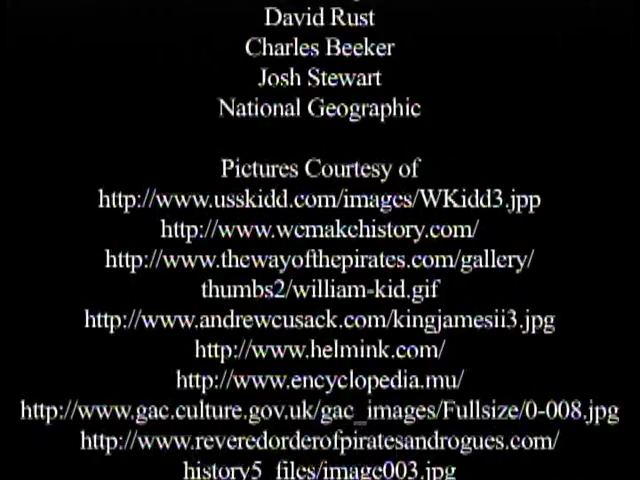 David Rust
Charles Beeker
Josh Stewart
National Geographic
Pictures Courtesy of
http://www.usskidd.com/images/WKidd3.jpp
http://www.wemakehistory.com/
http://www.thewayofthepirates.com/gallery/
thumbs2/william-kid.gif
http://www.andrewcusack.com/kingjamesii3.jpg
http://www.helmink.com/
http://www.encyclopedia.mu/
http://www.gac.culture.gov.uk/gac_images/Fullsize/0-008.jpg
http://www.reveredorderofpiratesandrogues.com/
history5_files/image003.jpg